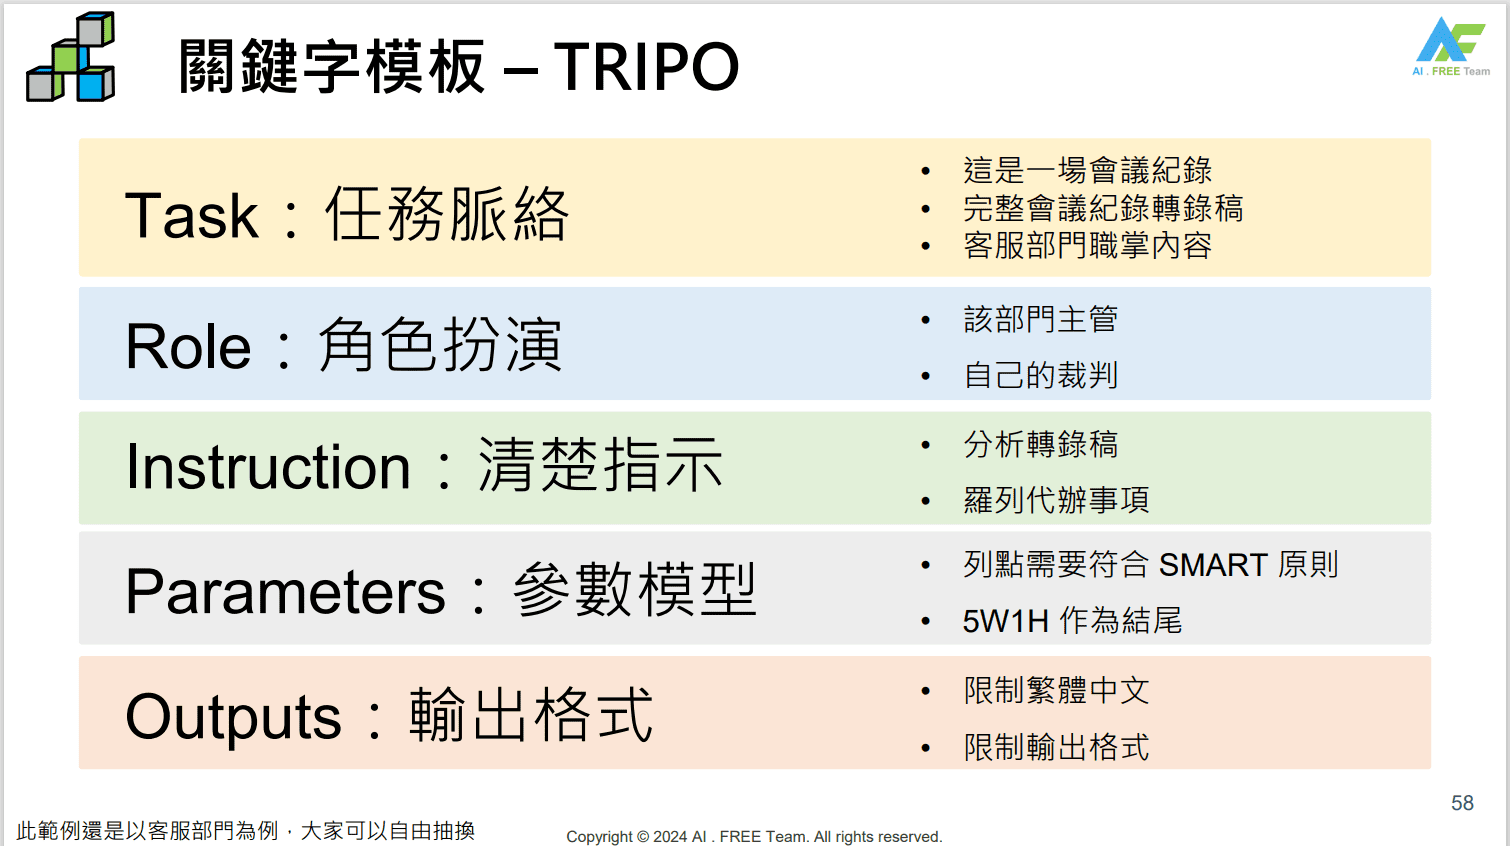 關鍵字模板 – TRIPO
AI . FREE Team
Task：任務脈絡
• 這是一場會議紀錄
• 完整會議紀錄轉錄稿
• 客服部門職掌內容
Role：角色扮演
• 該部門主管
• 自己的裁判
Instruction：清楚指示
• 分析轉錄稿
• 羅列代辦事項
Parameters：參數模型
• 列點需要符合 SMART 原則
• 5W1H 作為結尾
Outputs：輸出格式
• 限制繁體中文
• 限制輸出格式
58
此範例還是以客服部門為例，大家可以自由抽換
Copyright © 2024 AI . FREE Team. All rights reserved.